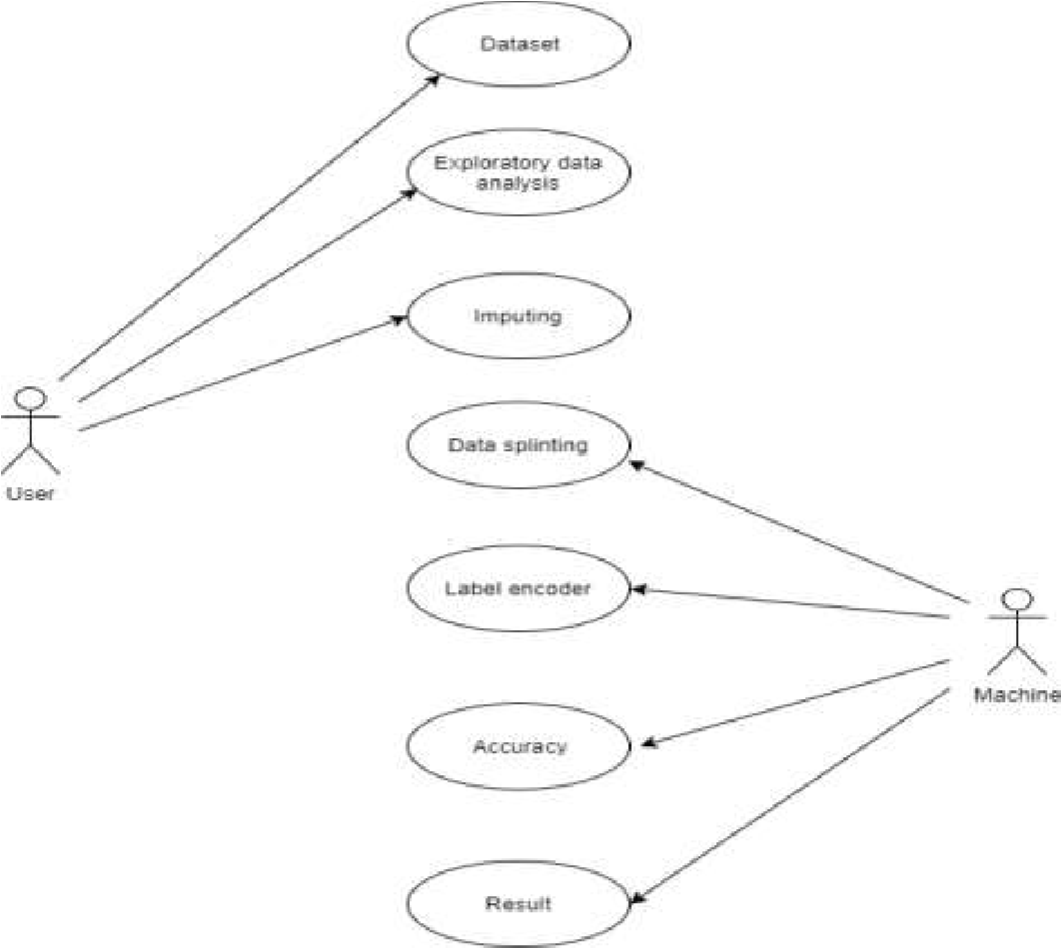 Dataset
Exploratory data
analysis
Imputing
Data splinting
User
Label encoder
Machine
Accuracy
Result